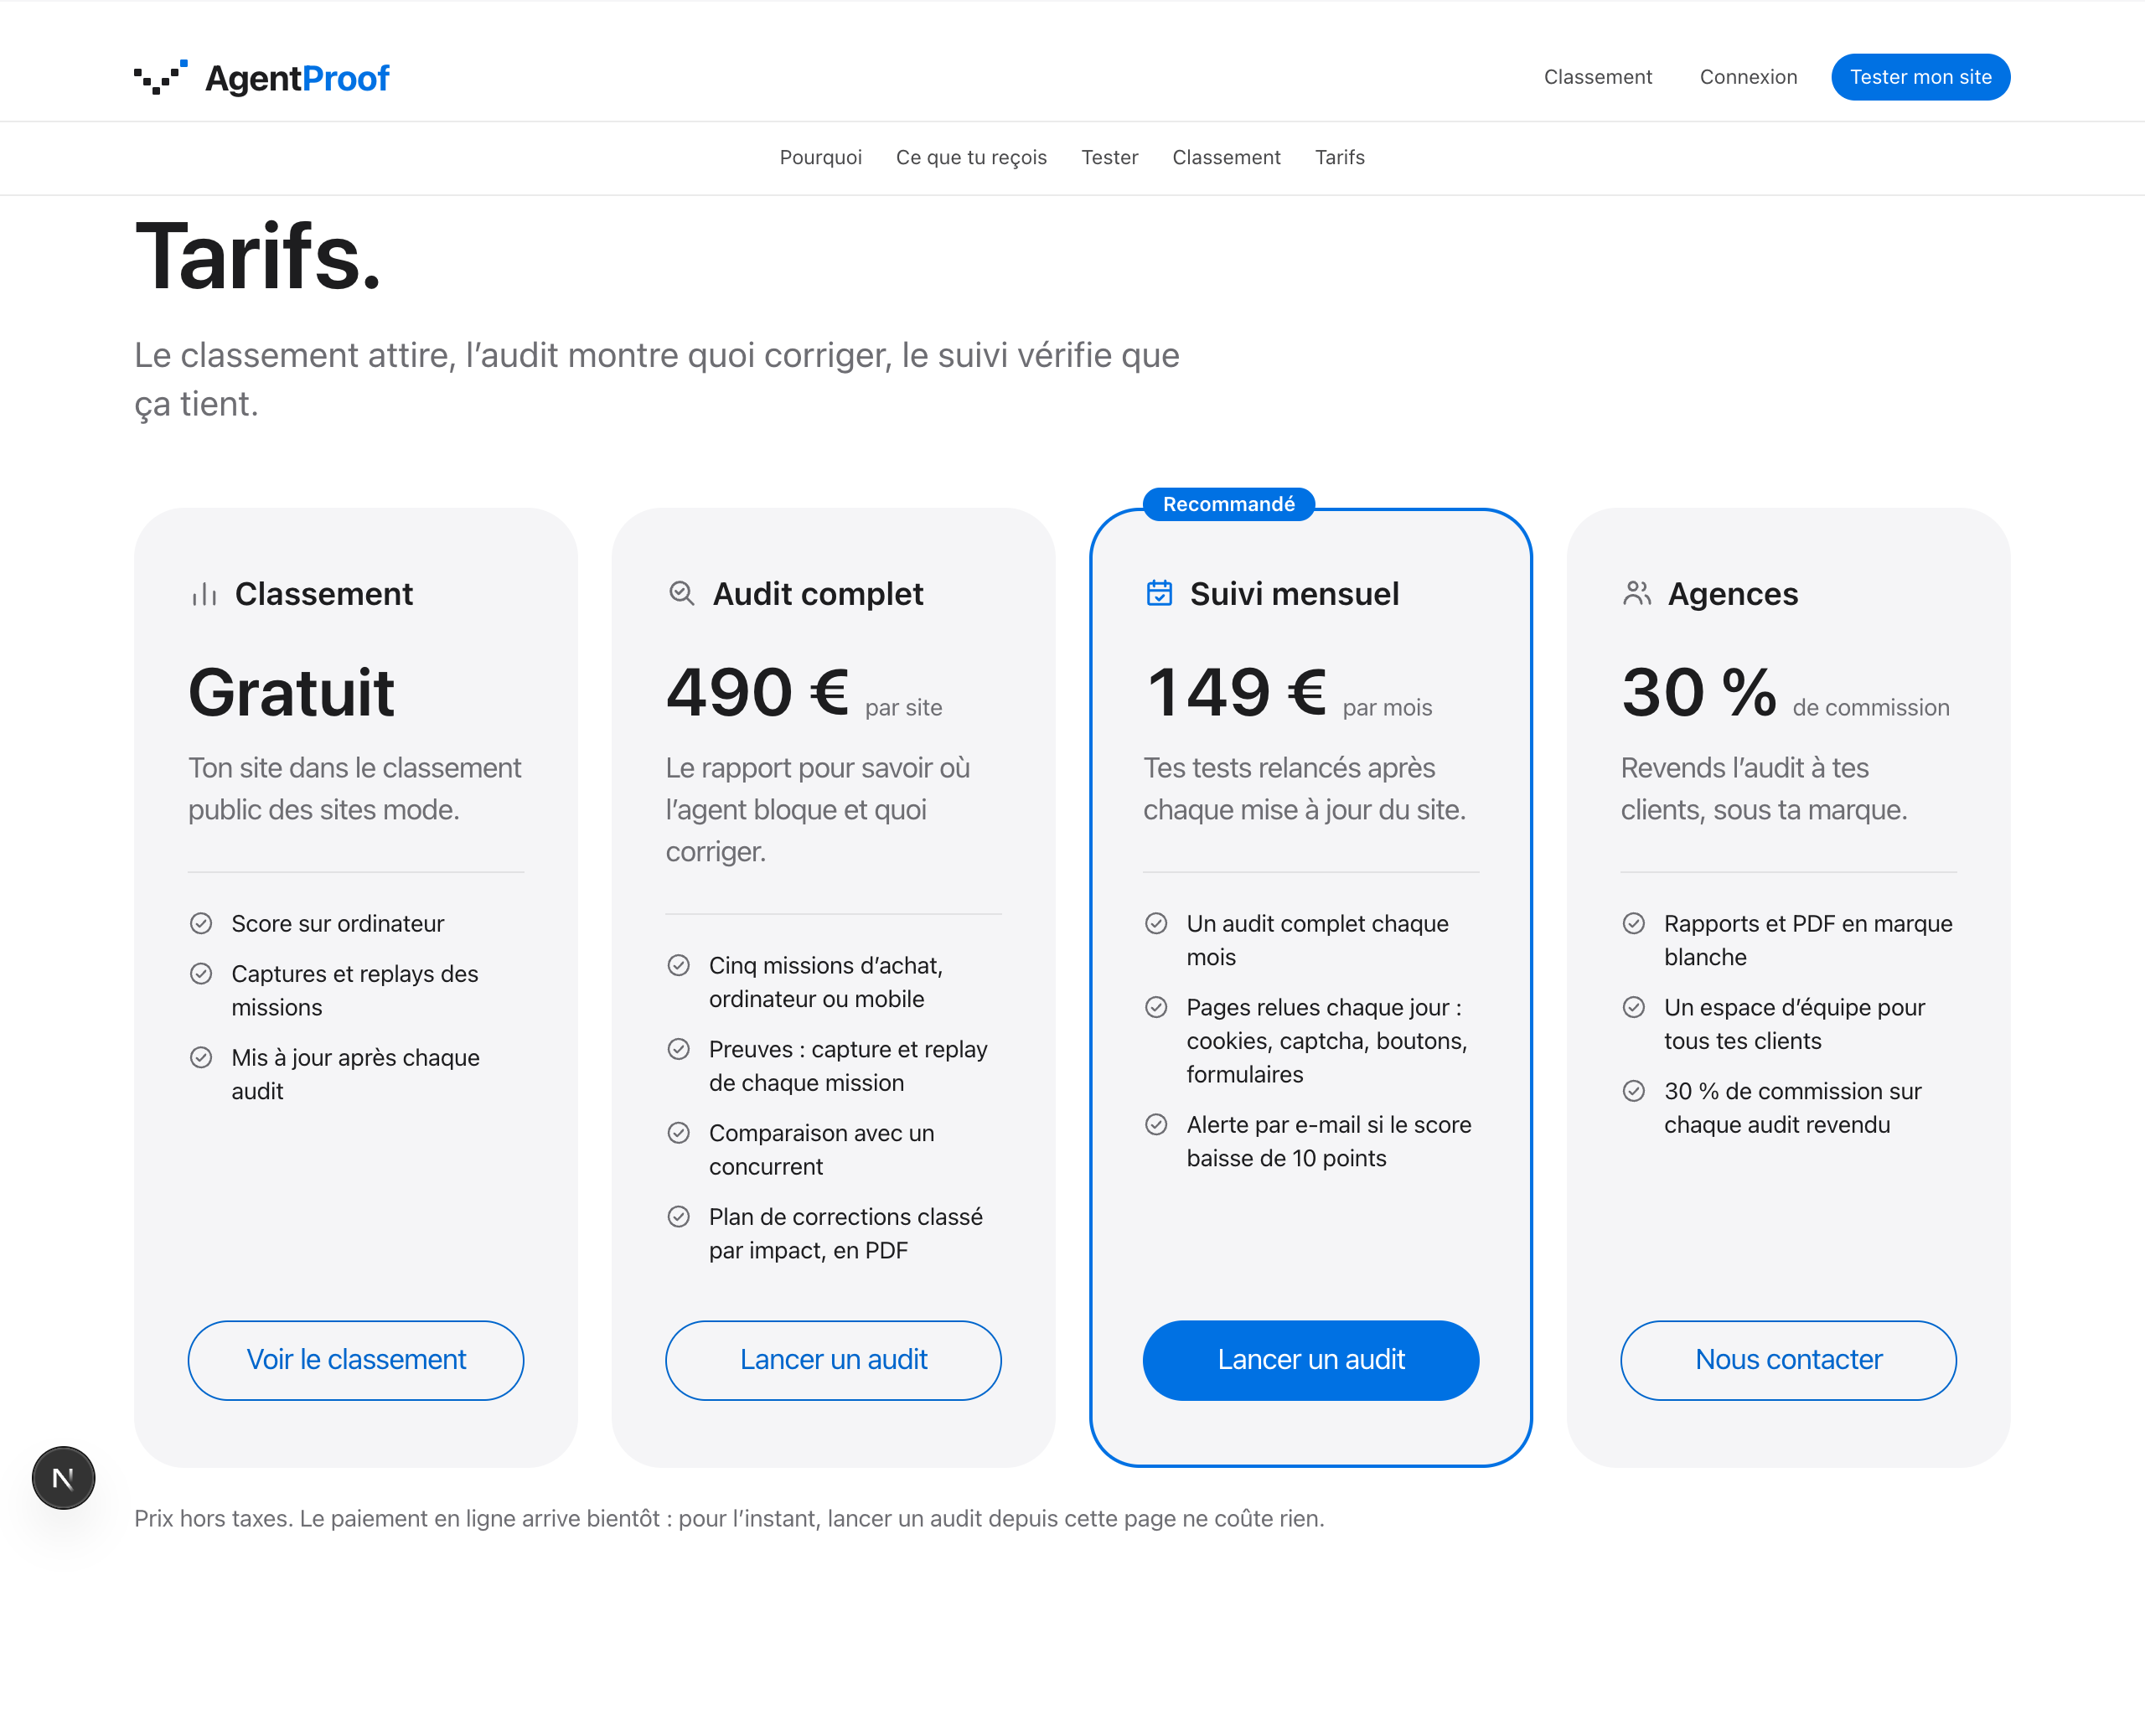 AgentProof
Classement
Connexion
Tester mon site
Pourquoi
Ce que tu reçois
Tester
Classement
Tarifs
Tarifs.
Le classement attire, l’audit montre quoi corriger, le suivi vérifie que
ça tient.
Classement
Gratuit
Ton site dans le classement
public des sites mode.
Score sur ordinateur
Captures et replays des
missions
Mis à jour après chaque
audit
Voir le classement
Audit complet
490 € par site
Le rapport pour savoir où
l’agent bloque et quoi
corriger.
Cinq missions d’achat,
ordinateur ou mobile
Preuves : capture et replay
de chaque mission
Comparaison avec un
concurrent
Plan de corrections classé
par impact, en PDF
Lancer un audit
Recommandé
Suivi mensuel
149 € par mois
Tes tests relancés après
chaque mise à jour du site.
Un audit complet chaque
mois
Pages relues chaque jour :
cookies, captcha, boutons,
formulaires
Alerte par e-mail si le score
baisse de 10 points
Lancer un audit
Agences
30 % de commission
Revends l’audit à tes
clients, sous ta marque.
Rapports et PDF en marque
blanche
Un espace d’équipe pour
tous tes clients
30 % de commission sur
chaque audit revendu
Nous contacter
N
Prix hors taxes. Le paiement en ligne arrive bientôt : pour l’instant, lancer un audit depuis cette page ne coûte rien.